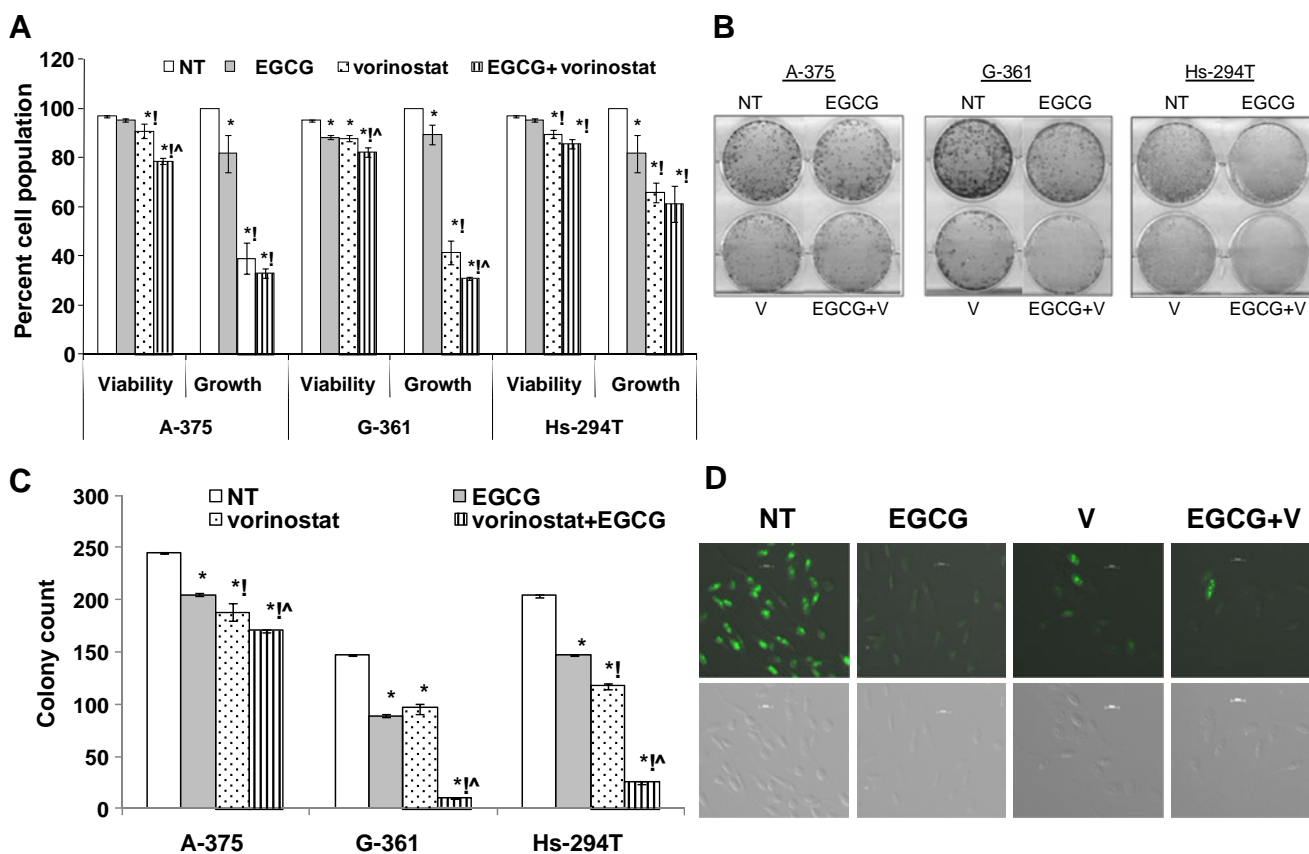 A
120
100
80
60
40
20
0
Percent cell population
NT EGCG vorinostat EGCG+ vorinostat
*! *!^ * *! *!
* * *!^ * *! *!^
*! *! * *! *!
Viability Growth Viability Growth Viability Growth
A-375 G-361 Hs-294T
B
A-375 G-361 Hs-294T
NT EGCG NT EGCG NT EGCG
V EGCG+V V EGCG+V V EGCG+V
C
300
250
200
150
100
50
0
Colony count
NT EGCG
vorinostat vorinostat+EGCG
* *! *!^
* * *!^
* *! *!^
A-375 G-361 Hs-294T
D
NT EGCG V EGCG+V